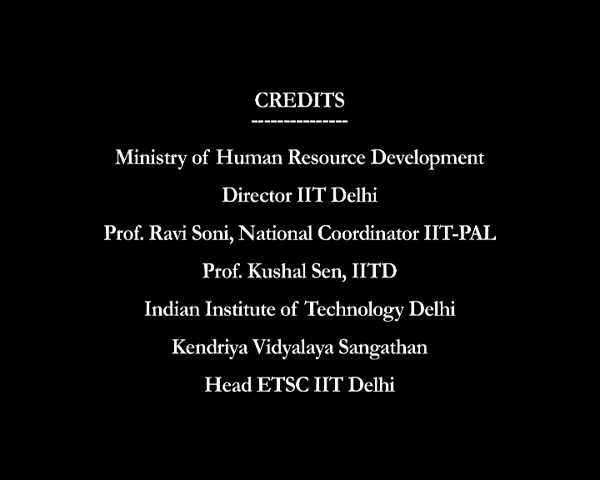 CREDITS
---------------
Ministry of Human Resource Development
Director IIT Delhi
Prof. Ravi Soni, National Coordinator IIT-PAL
Prof. Kushal Sen, IITD
Indian Institute of Technology Delhi
Kendriya Vidyalaya Sangathan
Head ETSC IIT Delhi